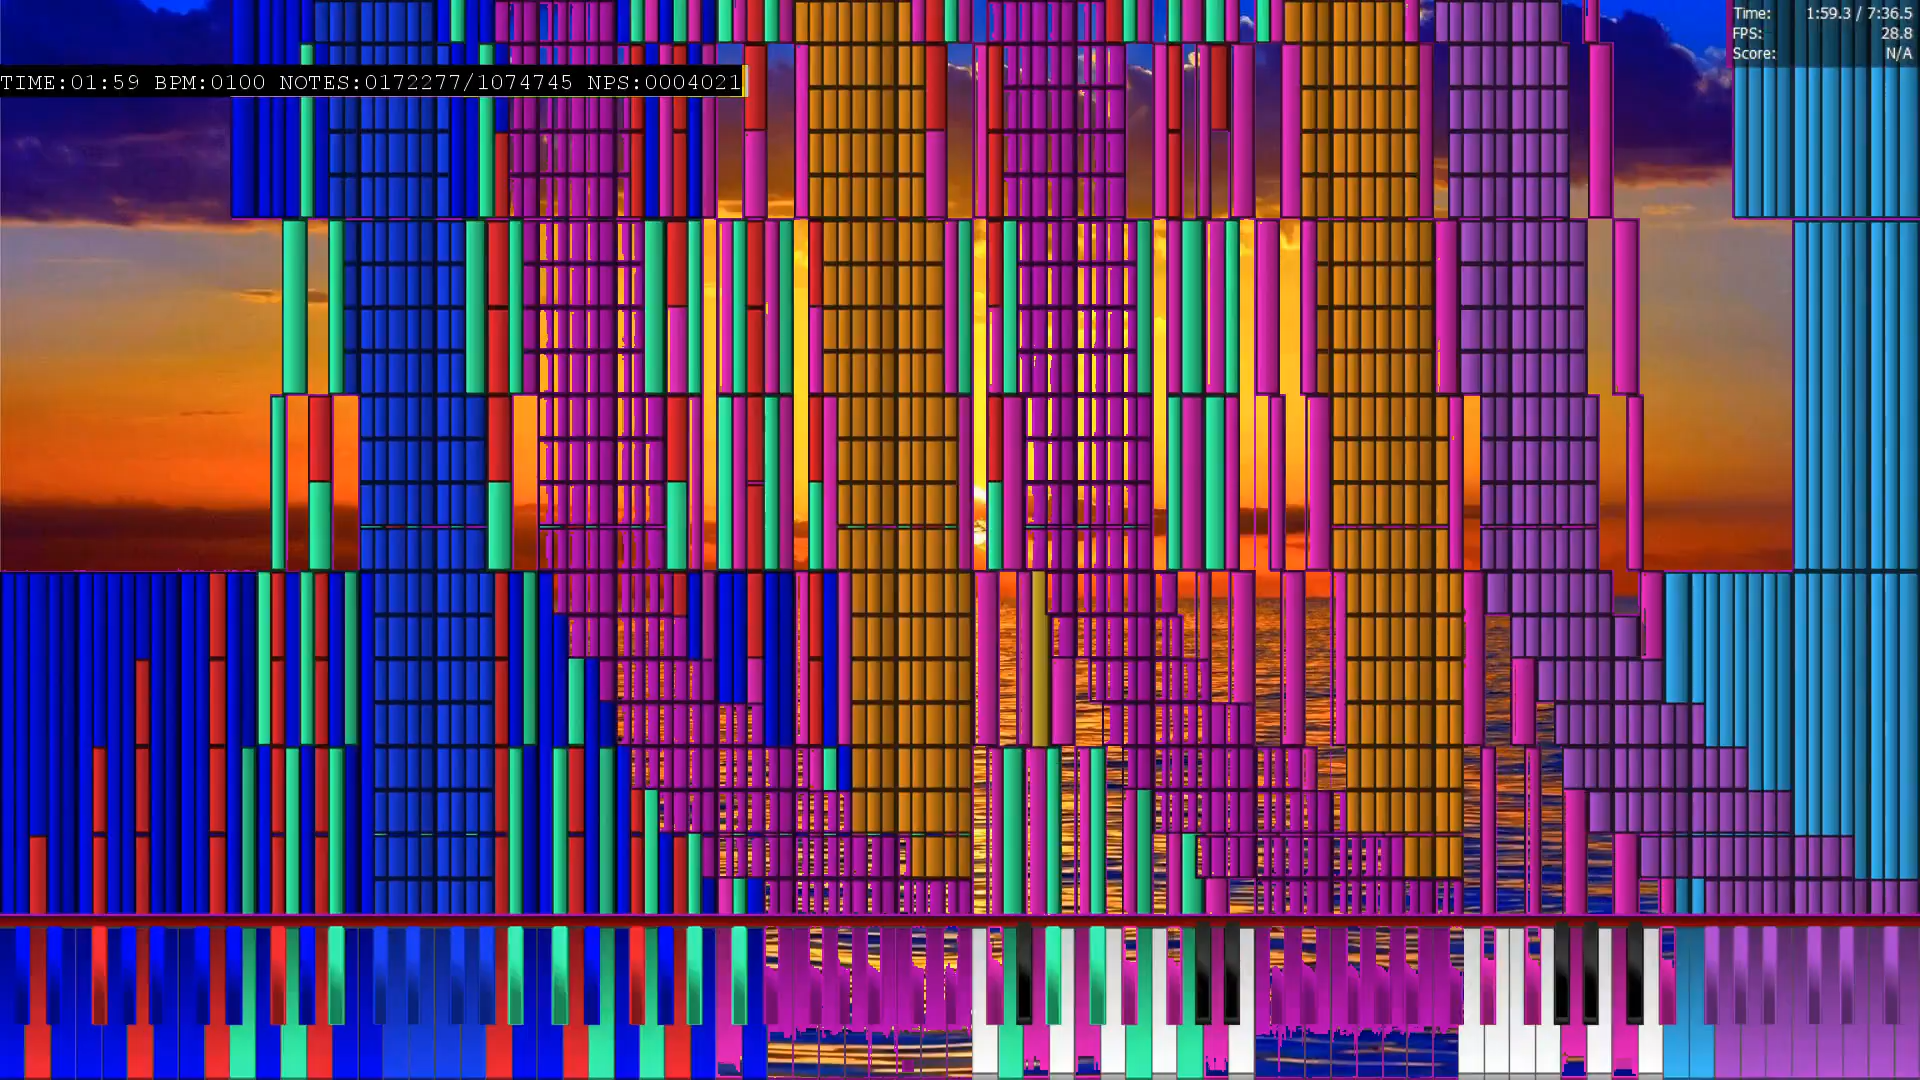 Time: 1:59.3 / 7:36.5
FPS: 28.8
Score: N/A
TIME:01:59 BPM:0100 NOTES:0172277/1074745 NPS:0004021